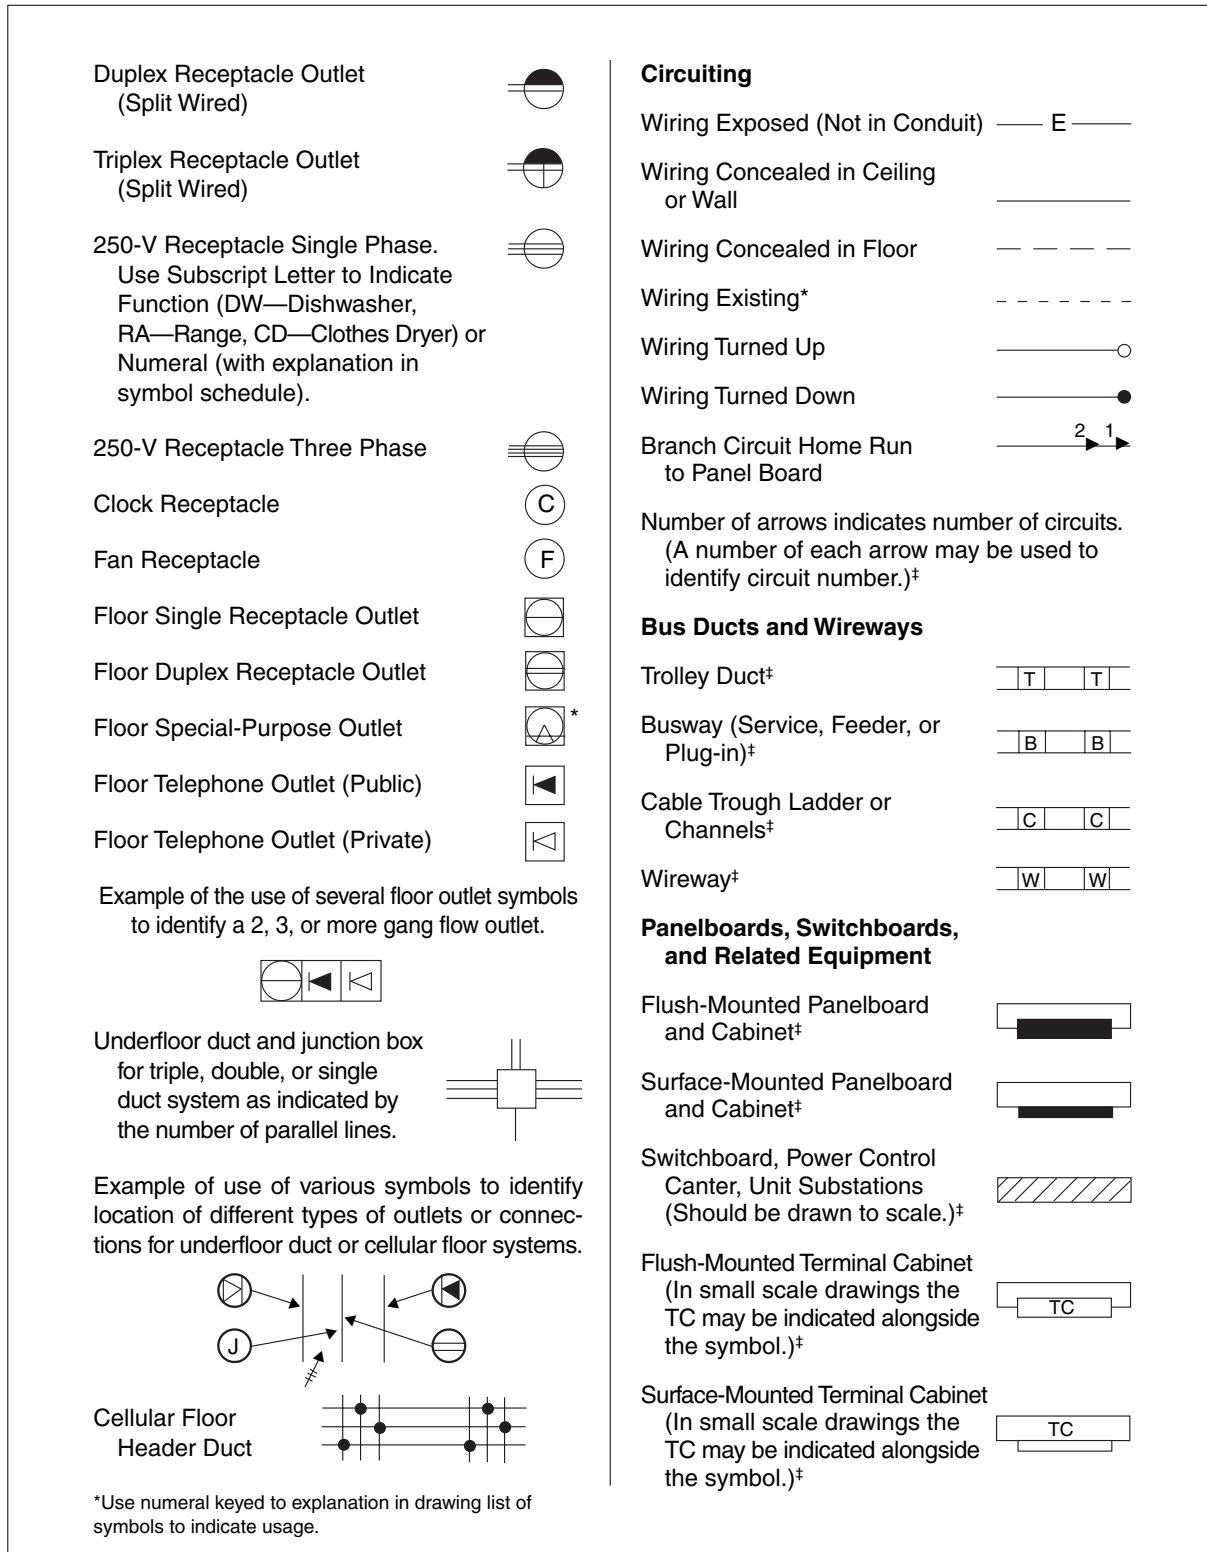 Duplex Receptacle Outlet
(Split Wired)
Triplex Receptacle Outlet
(Split Wired)
250-V Receptacle Single Phase.
Use Subscript Letter to Indicate
Function (DW—Dishwasher,
RA—Range, CD—Clothes Dryer) or
Numeral (with explanation in
symbol schedule).
250-V Receptacle Three Phase
Clock Receptacle
C
Fan Receptacle
F
Floor Single Receptacle Outlet
Floor Duplex Receptacle Outlet
Floor Special-Purpose Outlet
*
Floor Telephone Outlet (Public)
Floor Telephone Outlet (Private)
Example of the use of several floor outlet symbols
to identify a 2, 3, or more gang flow outlet.
Underfloor duct and junction box
for triple, double, or single
duct system as indicated by
the number of parallel lines.
Example of use of various symbols to identify
location of different types of outlets or connec-
tions for underfloor duct or cellular floor systems.
J
Cellular Floor
Header Duct
*Use numeral keyed to explanation in drawing list of
symbols to indicate usage.
Circuiting
Wiring Exposed (Not in Conduit)
E
Wiring Concealed in Ceiling
or Wall
Wiring Concealed in Floor
Wiring Existing*
Wiring Turned Up
Wiring Turned Down
Branch Circuit Home Run
to Panel Board
2 1
Number of arrows indicates number of circuits.
(A number of each arrow may be used to
identify circuit number.)‡
Bus Ducts and Wireways
Trolley Duct‡
T T
Busway (Service, Feeder, or
Plug-in)‡
B B
Cable Trough Ladder or
Channels‡
C C
Wireway‡
W W
Panelboards, Switchboards,
and Related Equipment
Flush-Mounted Panelboard
and Cabinet‡
Surface-Mounted Panelboard
and Cabinet‡
Switchboard, Power Control
Canter, Unit Substations
(Should be drawn to scale.)‡
Flush-Mounted Terminal Cabinet
(In small scale drawings the
TC may be indicated alongside
the symbol.)‡
TC
Surface-Mounted Terminal Cabinet
(In small scale drawings the
TC may be indicated alongside
the symbol.)‡
TC